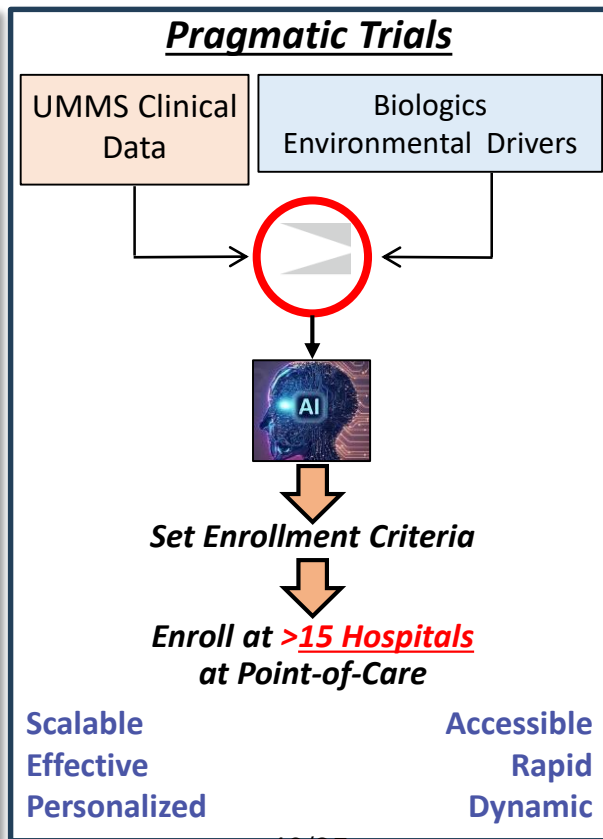 Pragmatic Trials
UMMS Clinical
Data
Biologics
Environmental Drivers
AI
Set Enrollment Criteria
Enroll at >15 Hospitals
at Point-of-Care
Scalable
Accessible
Effective
Rapid
Personalized
Dynamic